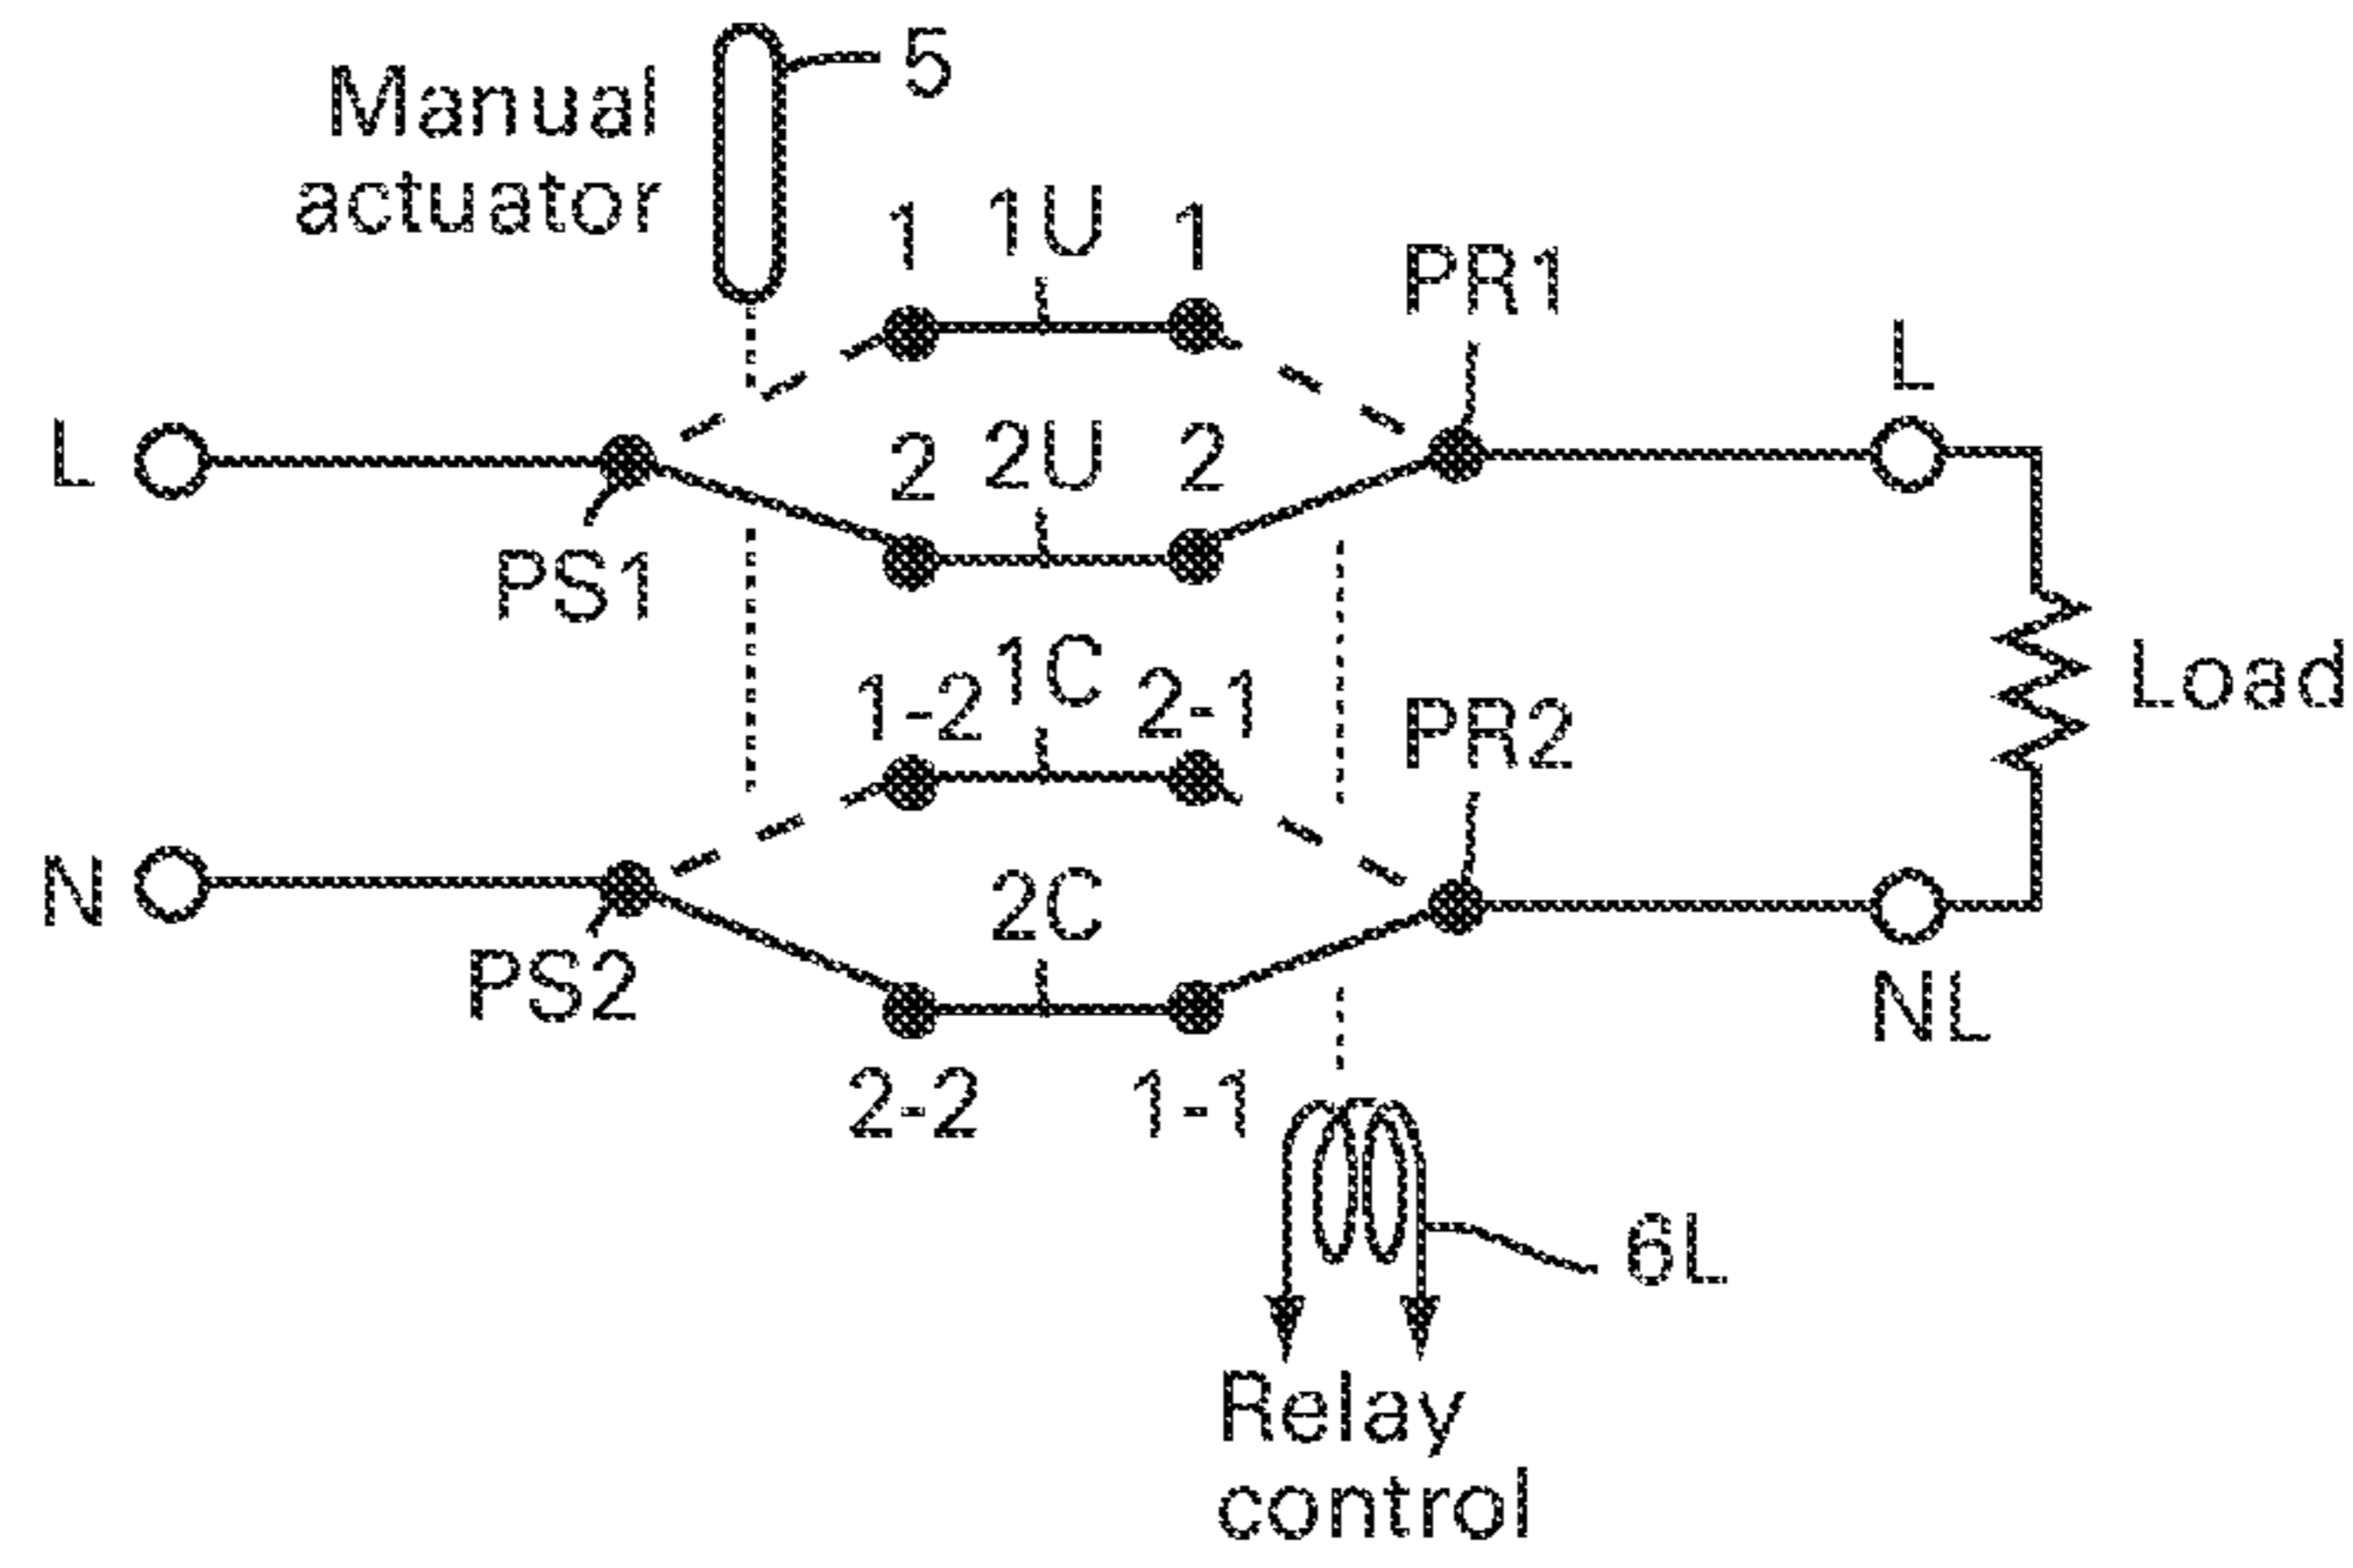 5
Manual
actuator
1 1U 1
PR1
L
L
2 2U 2
PS1
1-2 1C 2-1
Load
PR2
N
2C
PS2
NL
2-2 1-1
6L
Relay
control